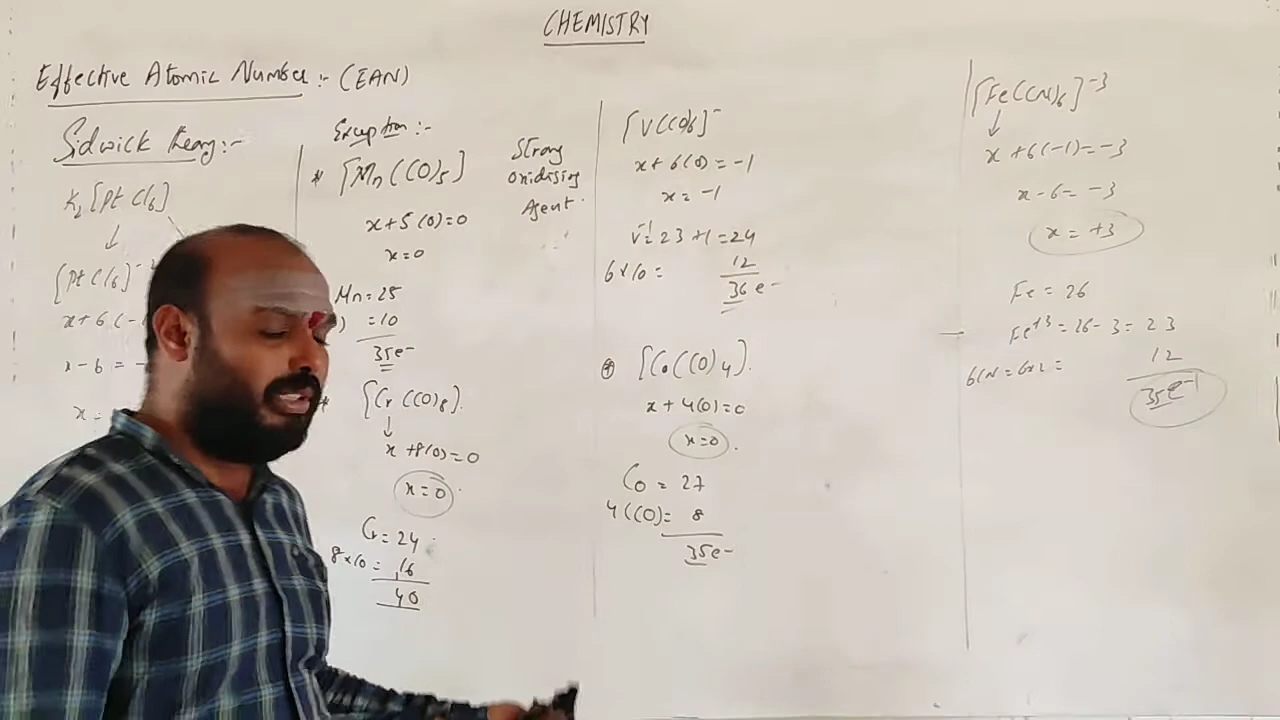 CHEMISTRY
Effective Atomic Number :- (EAN)
Sidwick theory :-
K2 [Pt Cl6]
↓
[Pt Cl6]-2
x + 6 (-
x - 6 = -
x =
Exception :-
* [Mn (CO)5]
x + 5 (0) = 0
x = 0
Mn = 25
) = 10
35e-
Strong
oxidising
Agent.
* [Cr (CO)8].
↓
x + 8(0) = 0
x = 0
Cr = 24
8 x CO = 16
40
[V(CO)6]-
x + 6(0) = -1
x = -1
V-1 = 23 + 1 = 24
6 x CO = 12
36 e-
* [Co (CO)4].
x + 4(0) = 0
x = 0.
Co = 27
4(CO) = 8
35e-
[Fe(CN)6]-3
↓
x + 6(-1) = -3
x - 6 = -3
x = +3
Fe = 26
Fe+3 = 26 - 3 = 23
6CN = 6x2 = 12
35e-1